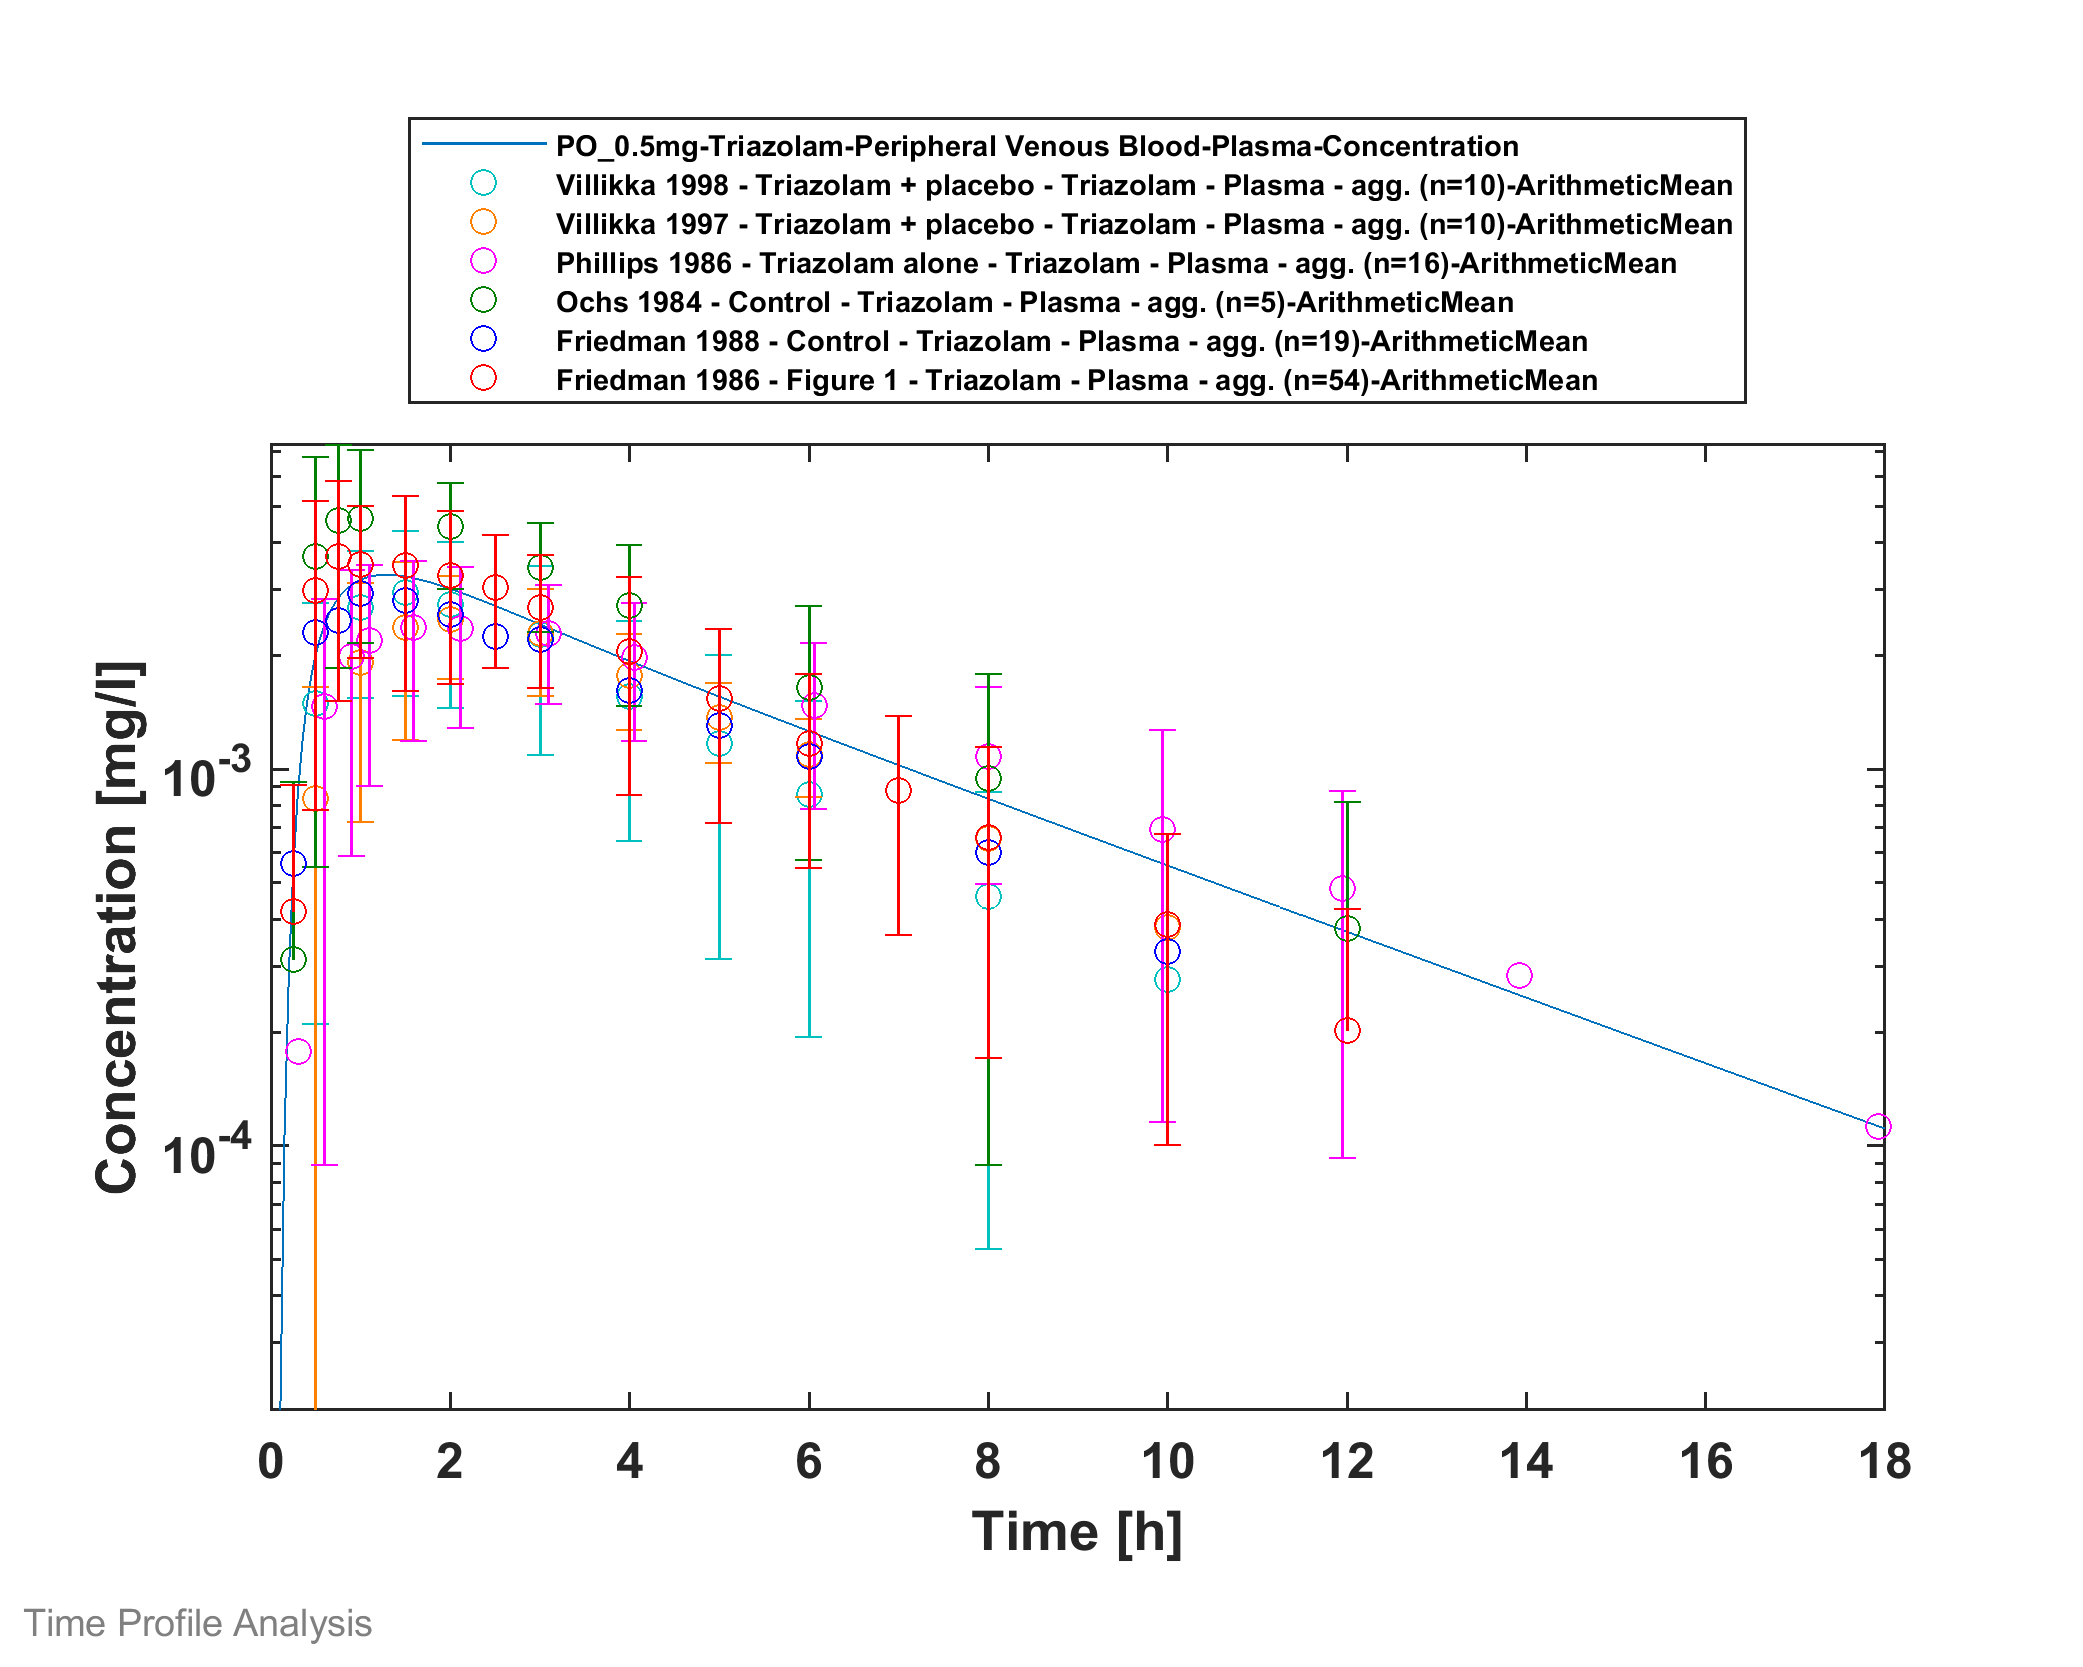 PO_0.5mg-Triazolam-Peripheral Venous Blood-Plasma-Concentration
Villikka 1998 - Triazolam + placebo - Triazolam - Plasma - agg. (n=10)-ArithmeticMean
Villikka 1997 - Triazolam + placebo - Triazolam - Plasma - agg. (n=10)-ArithmeticMean
Phillips 1986 - Triazolam alone - Triazolam - Plasma - agg. (n=16)-ArithmeticMean
Ochs 1984 - Control - Triazolam - Plasma - agg. (n=5)-ArithmeticMean
Friedman 1988 - Control - Triazolam - Plasma - agg. (n=19)-ArithmeticMean
Friedman 1986 - Figure 1 - Triazolam - Plasma - agg. (n=54)-ArithmeticMean
Concentration [mg/l]
10^-3
10^-4
0 2 4 6 8 10 12 14 16 18
Time [h]
Time Profile Analysis